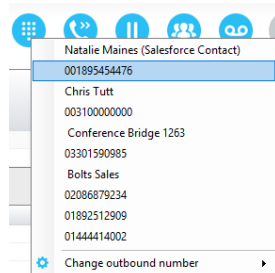 Natalie Maines (Salesforce Contact)
001895454476
Chris Tutt
003100000000
Conference Bridge 1263
03301590985
Bolts Sales
02086879234
01892512909
01444414002
Change outbound number